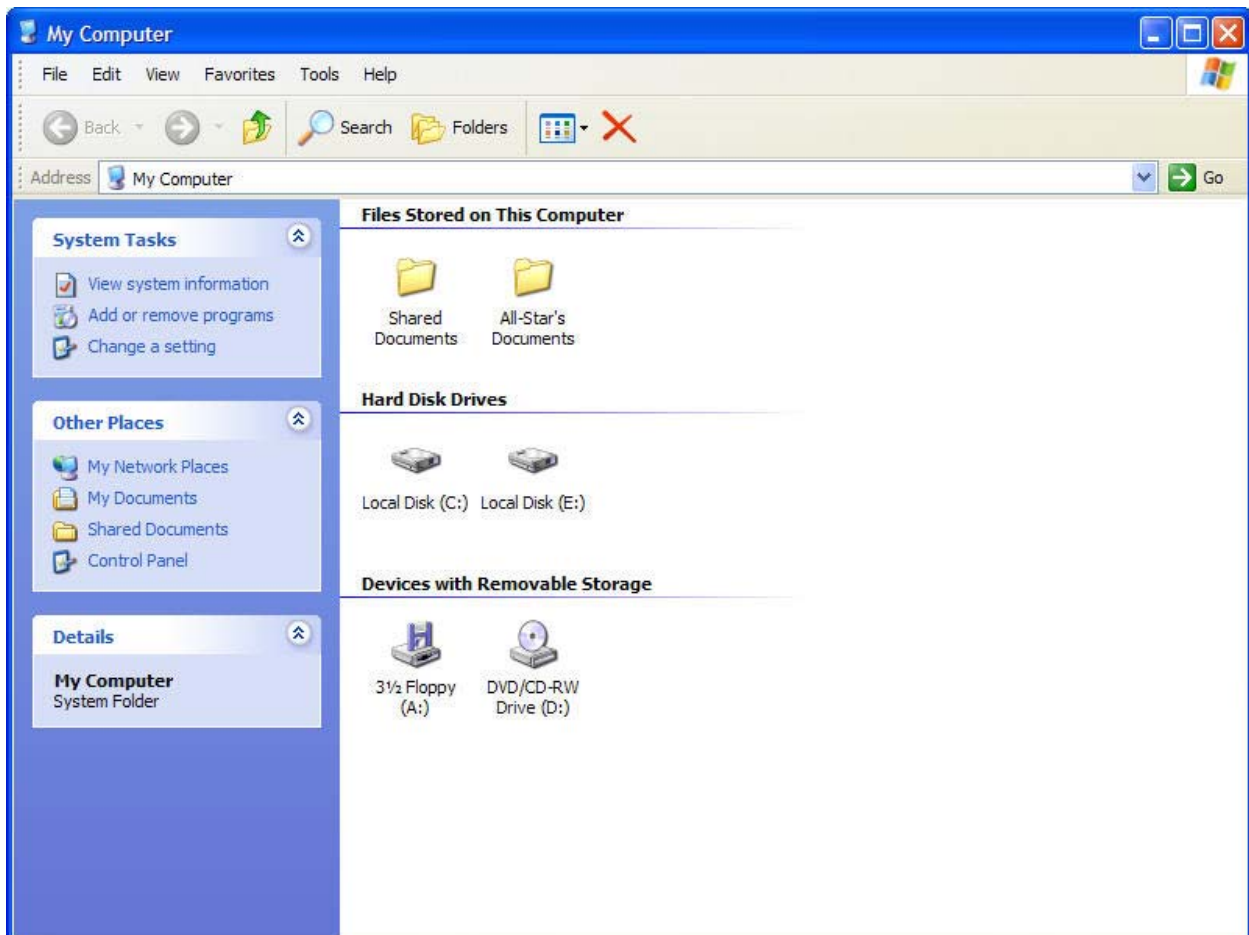 My Computer
File Edit View Favorites Tools Help
Back Search Folders
Address My Computer Go
System Tasks
View system information
Add or remove programs
Change a setting
Other Places
My Network Places
My Documents
Shared Documents
Control Panel
Details
My Computer
System Folder
Files Stored on This Computer
Shared
Documents
All-Star's
Documents
Hard Disk Drives
Local Disk (C:) Local Disk (E:)
Devices with Removable Storage
3½ Floppy
(A:)
DVD/CD-RW
Drive (D:)